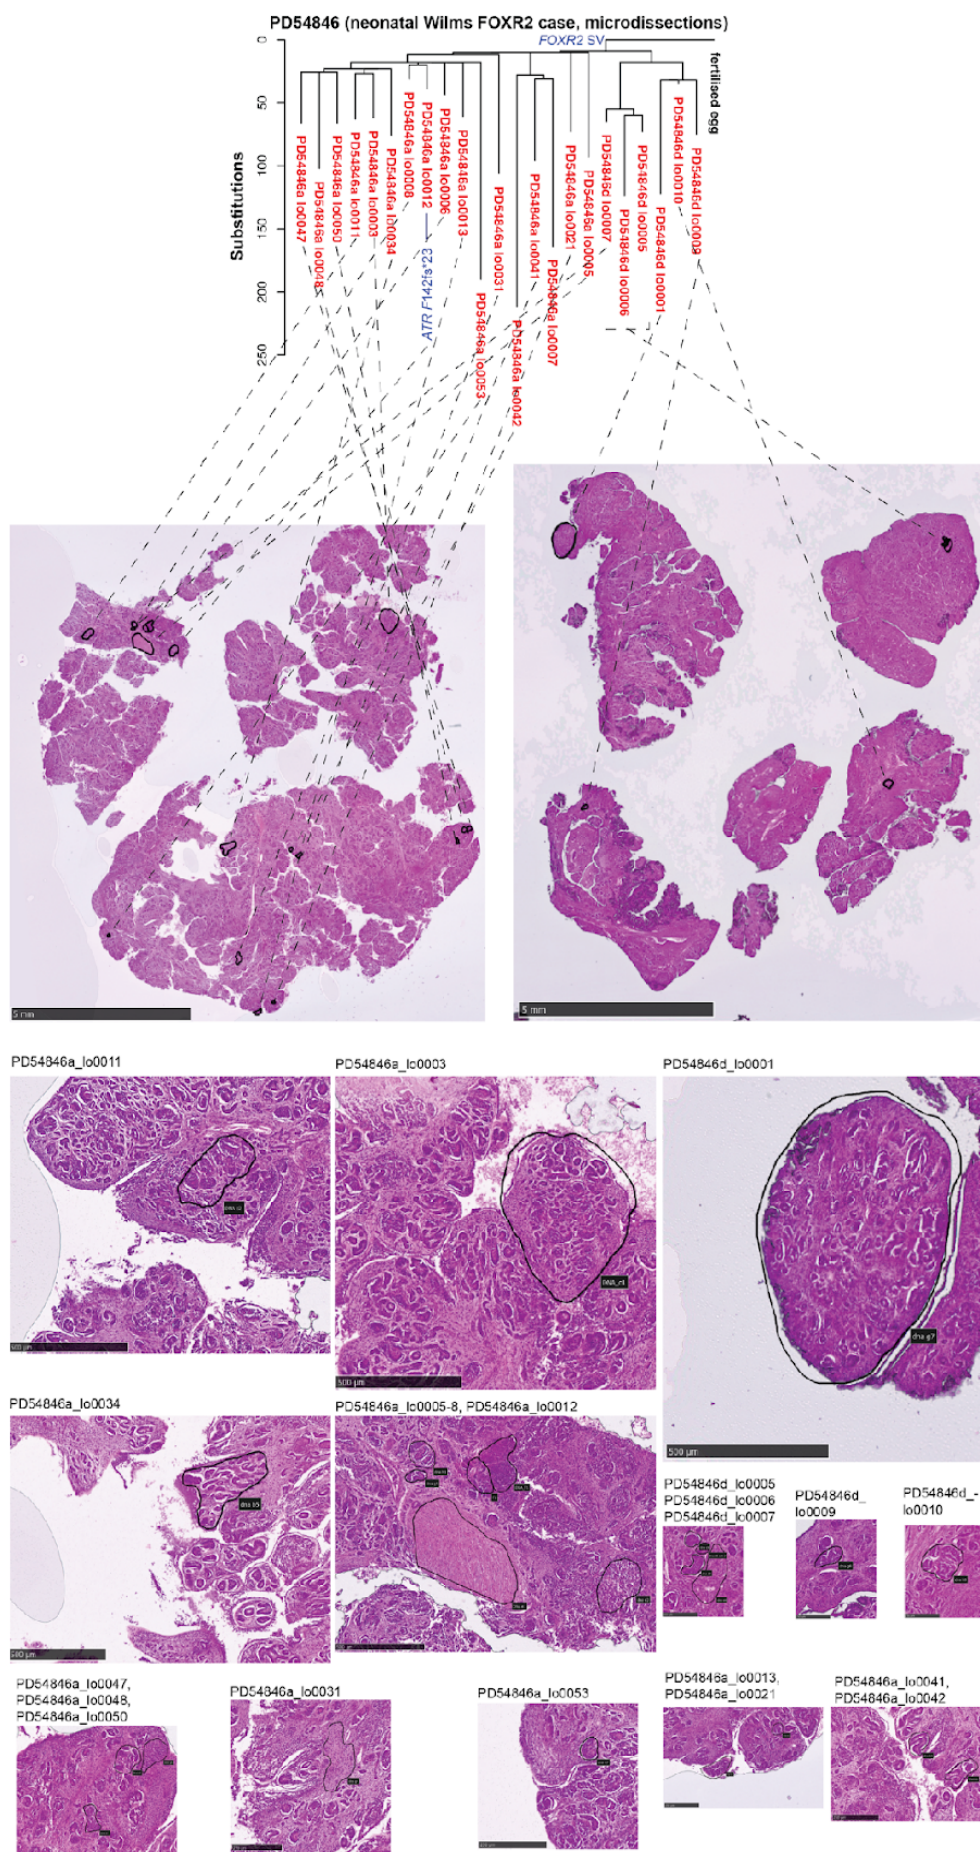 PD54846 (neonatal Wilms FOXR2 case, microdissections)
FOXR2 SV
fertilised egg
Substitutions
0
50
100
150
200
250
PD54846a lo0047
PD54846a lo0048
PD54846a lo0050
PD54846a lo0011
PD54846a lo0003
PD54846a lo0034
PD54846a lo0008
PD54846a lo0012
ATR F142fs*23
PD54846a lo0006
PD54846a lo0013
PD54846a lo0053
PD54846a lo0031
PD54846a lo0042
PD54846a lo0041
PD54846a lo0007
PD54846a lo0021
PD54846a lo0005
PD54846d lo0007
PD54846d lo0006
PD54846d lo0005
PD54846d lo0001
PD54846d lo0010
PD54846d lo0009
5 mm
5 mm
PD54846a_lo0011
PD54846a_lo0003
PD54846d_lo0001
500 µm
500 µm
500 µm
PD54846a_lo0034
PD54846a_lo0005-8, PD54846a_lo0012
500 µm
PD54846d_lo0005
PD54846d_lo0006
PD54846d_lo0007
PD54846d_
lo0009
PD54846d_-
lo0010
PD54846a_lo0047,
PD54846a_lo0048,
PD54846a_lo0050
PD54846a_lo0031
PD54846a_lo0053
PD54846a_lo0013,
PD54846a_lo0021
PD54846a_lo0041,
PD54846a_lo0042